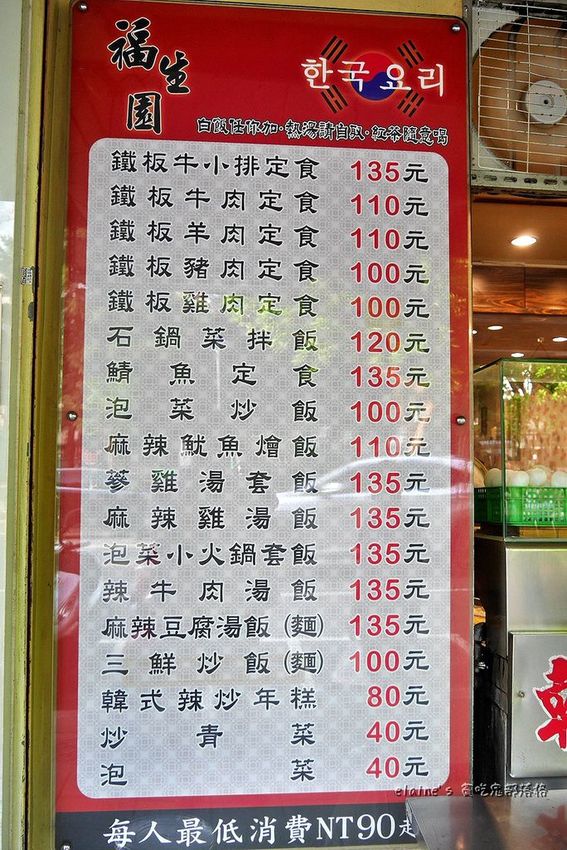 福生園
한국 요리
白飯任你加·熱湯請自取·紅茶隨意喝
鐵板牛小排定食 135元
鐵板牛肉定食 110元
鐵板羊肉定食 110元
鐵板豬肉定食 100元
鐵板雞肉定食 100元
石鍋菜拌飯 120元
鯖魚定食 135元
泡菜炒飯 100元
麻辣魷魚燴飯 110元
蔘雞湯套飯 135元
麻辣雞湯飯 135元
泡菜小火鍋套飯 135元
辣牛肉湯飯 135元
麻辣豆腐湯飯(麵) 135元
三鮮炒飯(麵) 100元
韓式辣炒年糕 80元
炒青菜 40元
泡菜 40元
每人最低消費NT90走
elaine's